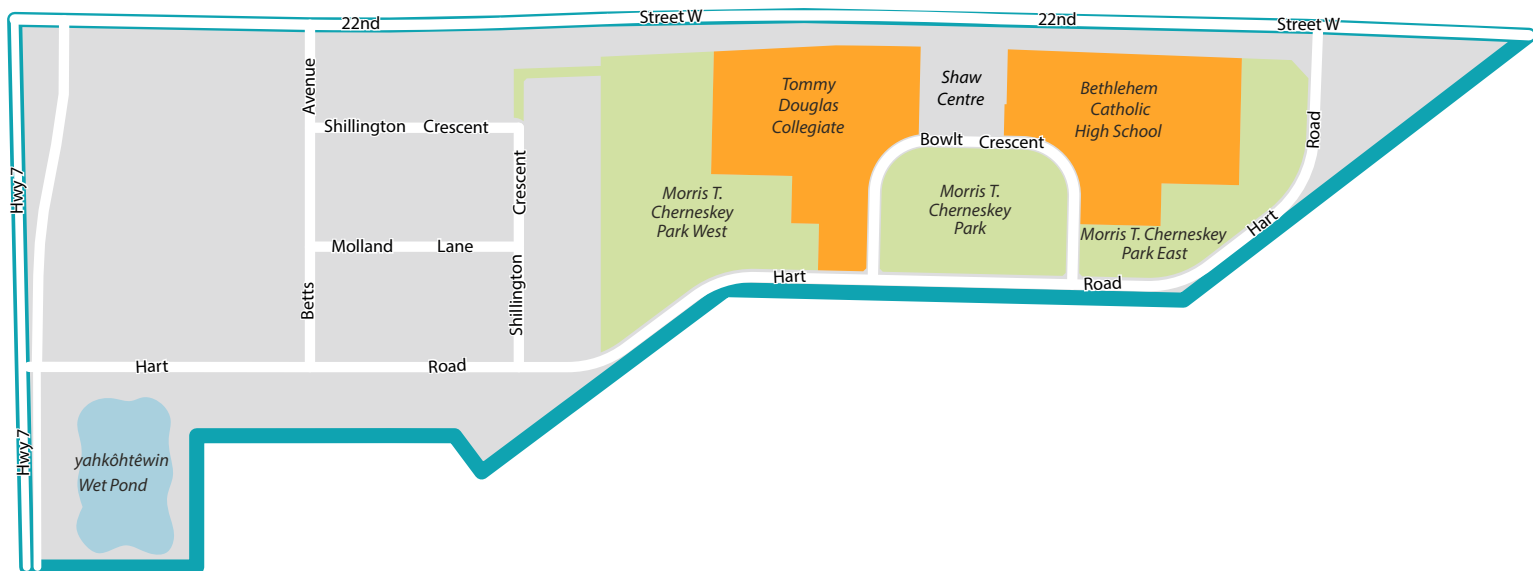 22nd
Street W
22nd
Street W
Avenue
Shillington Crescent
Crescent
Tommy
Douglas
Collegiate
Shaw
Centre
Bethlehem
Catholic
High School
Road
Bowlt Crescent
Hwy 7
Morris T.
Cherneskey
Park West
Morris T.
Cherneskey
Park
Morris T. Cherneskey
Park East
Hart
Molland Lane
Betts
Shillington
Hart
Road
Hart
Road
Hwy 7
yahkôhtêwin
Wet Pond